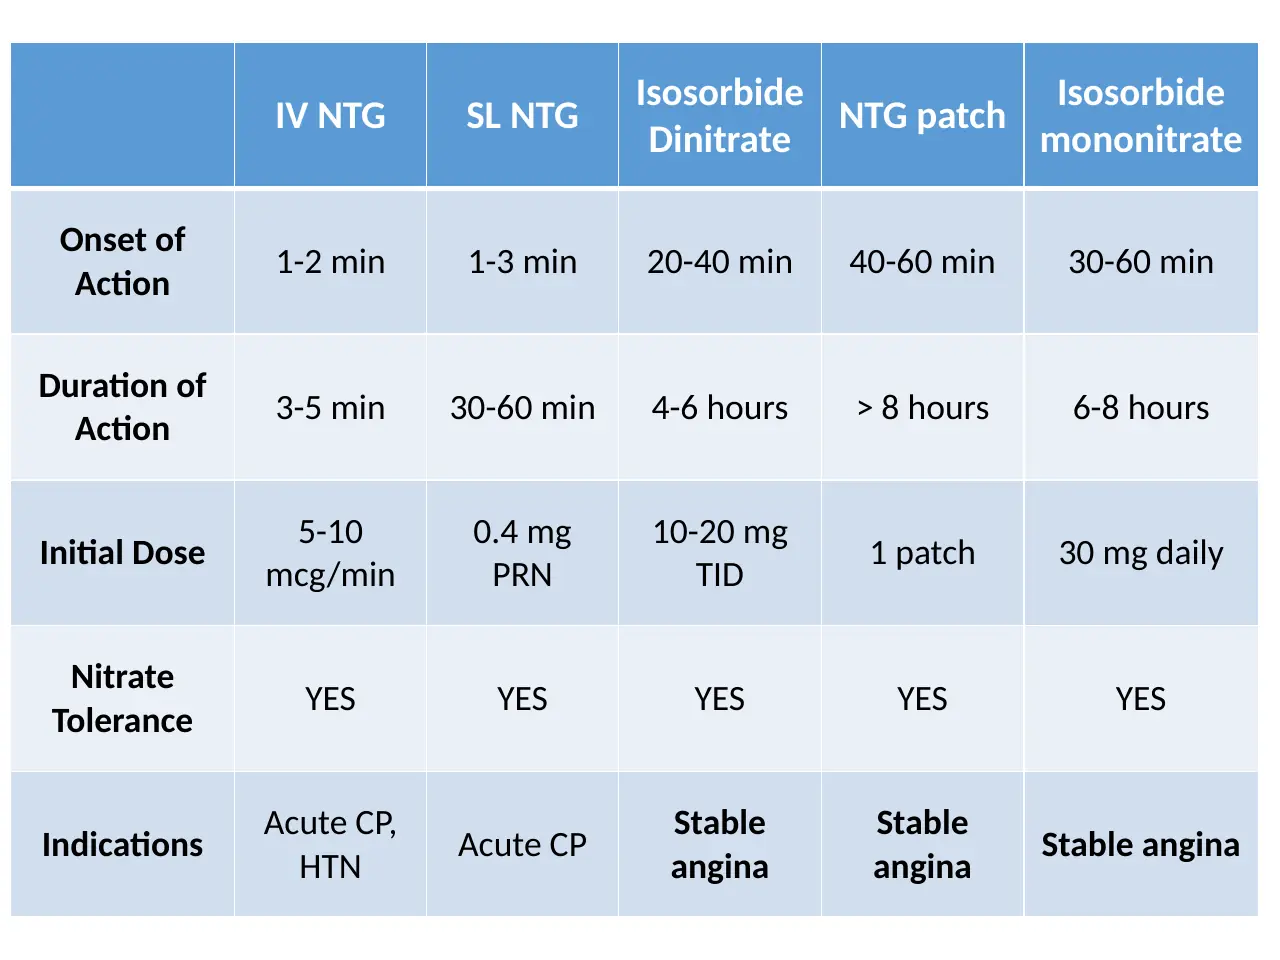 IV NTG
SL NTG
Isosorbide
Dinitrate
NTG patch
Isosorbide
mononitrate
Onset of
Action
1-2 min
1-3 min
20-40 min
40-60 min
30-60 min
Duration of
Action
3-5 min
30-60 min
4-6 hours
> 8 hours
6-8 hours
Initial Dose
5-10
mcg/min
0.4 mg
PRN
10-20 mg
TID
1 patch
30 mg daily
Nitrate
Tolerance
YES
YES
YES
YES
YES
Indications
Acute CP,
HTN
Acute CP
Stable
angina
Stable
angina
Stable angina